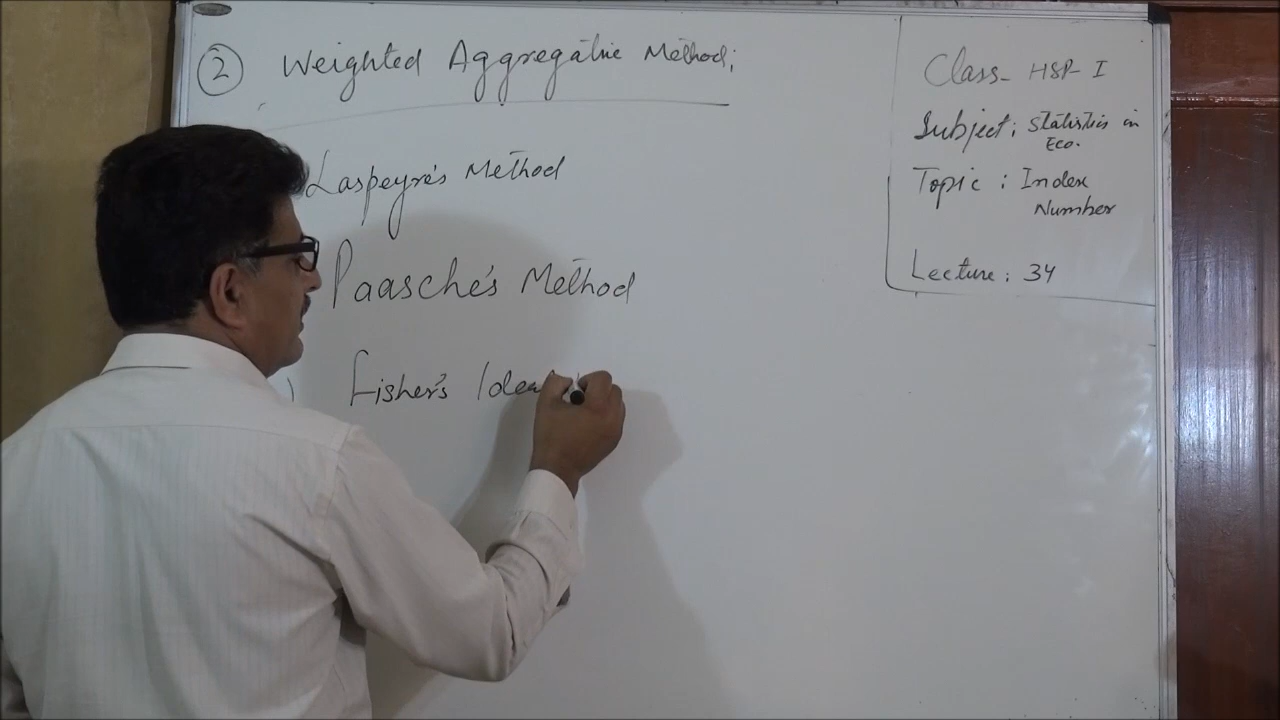 ② Weighted Aggregative Method;
Laspeyre's Method
Paasche's Method
) Fisher's Idea
Class- HSP- I
Subject: Statistics in
Eco.
Topic : Index
Number
Lecture: 34